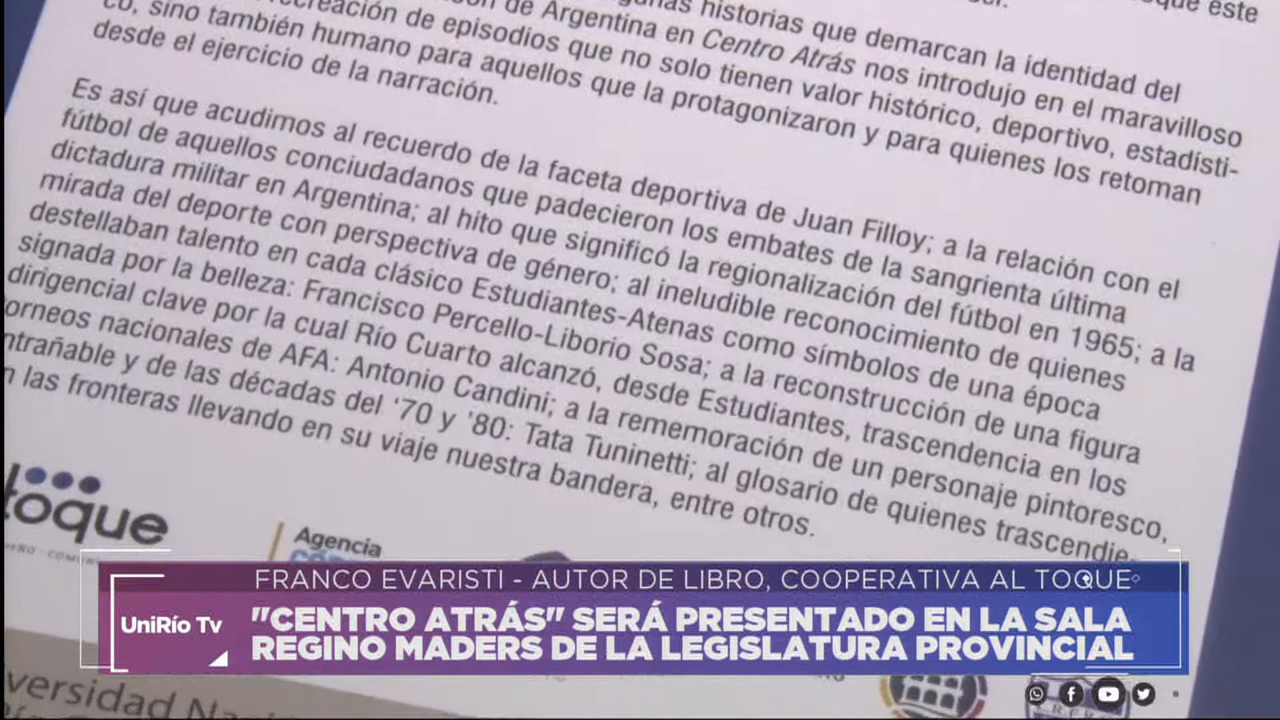 que este
historias que demarcan la identidad del
recreación de episodios que no solo tienen valor histórico, deportivo, estadísti-
de Argentina en Centro Atrás nos introdujo en el maravilloso
co, sino también humano para aquellos que la protagonizaron y para quienes los retoman
desde el ejercicio de la narración.
Es así que acudimos al recuerdo de la faceta deportiva de Juan Filloy; a la relación con el
fútbol de aquellos conciudadanos que padecieron los embates de la sangrienta última
dictadura militar en Argentina; al hito que significó la regionalización del fútbol en 1965; a la
mirada del deporte con perspectiva de género; al ineludible reconocimiento de quienes
destellaban talento en cada clásico Estudiantes-Atenas como símbolos de una época
signada por la belleza: Francisco Percello-Liborio Sosa; a la reconstrucción de una figura
dirigencial clave por la cual Río Cuarto alcanzó, desde Estudiantes, trascendencia en los
torneos nacionales de AFA: Antonio Candini; a la rememoración de un personaje pintoresco,
ntrañable y de las décadas del ‘70 y ’80: Tata Tuninetti; al glosario de quienes trascendie-
n las fronteras llevando en su viaje nuestra bandera, entre otros.
al toque
Agencia
FRANCO EVARISTI - AUTOR DE LIBRO, COOPERATIVA AL TOQUE
UniRío Tv
"CENTRO ATRÁS" SERÁ PRESENTADO EN LA SALA
REGINO MADERS DE LA LEGISLATURA PROVINCIAL
versidad